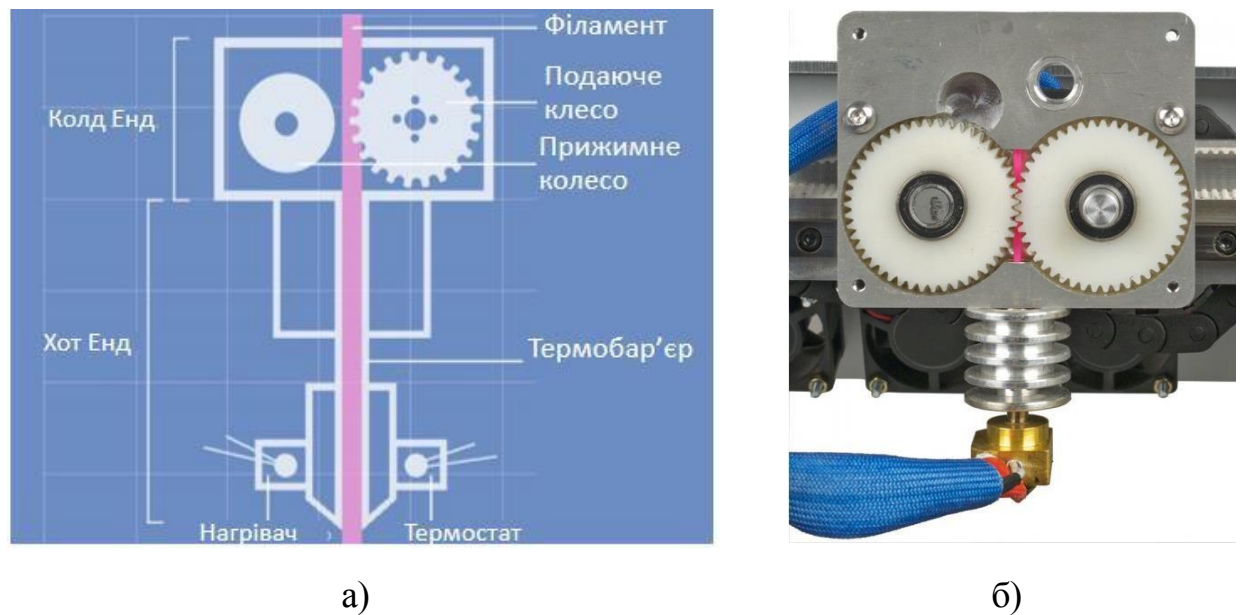 Філамент
Подаюче
клесо
Колд Енд
Прижимне
колесо
Хот Енд
Термобар’єр
Нагрівач
Термостат
а)
б)